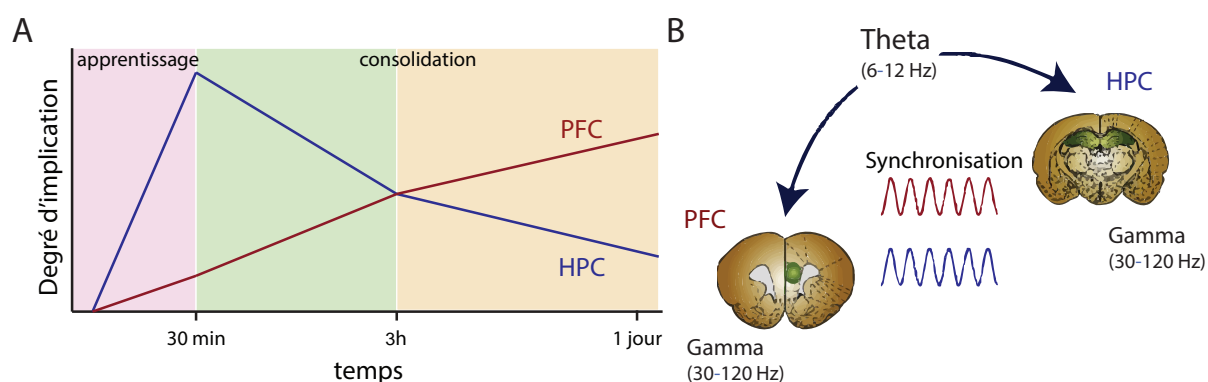 A
apprentissage
consolidation
Degré d'implication
PFC
HPC
30 min
3h
1 jour
temps
B
Theta
(6-12 Hz)
HPC
Synchronisation
PFC
Gamma
(30-120 Hz)
Gamma
(30-120 Hz)